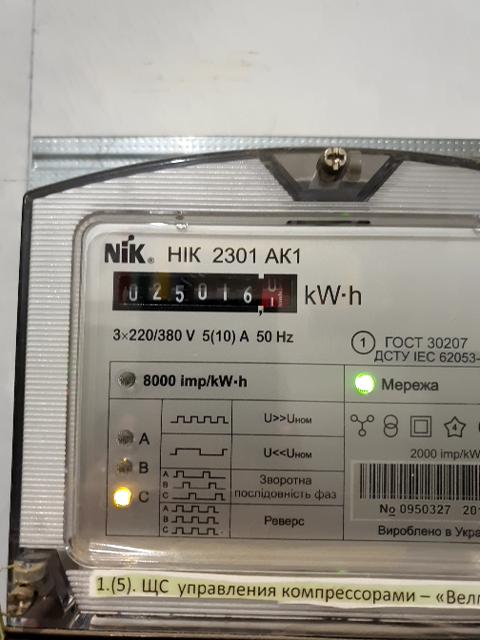 NiK® НІК 2301 АК1
025016 kW·h
3×220/380 V 5(10) A 50 Hz
1 ГОСТ 30207
ДСТУ IEC 62053-
8000 imp/kW·h
Мережа
A
B
C
U>>Uном
U<<Uном
A
B
C
Зворотна
послідовність фаз
A
B
C
Реверс
4
2000 imp/kW
№ 0950327 20
Вироблено в Укра
1.(5). ЩС управления компрессорами – «Вел